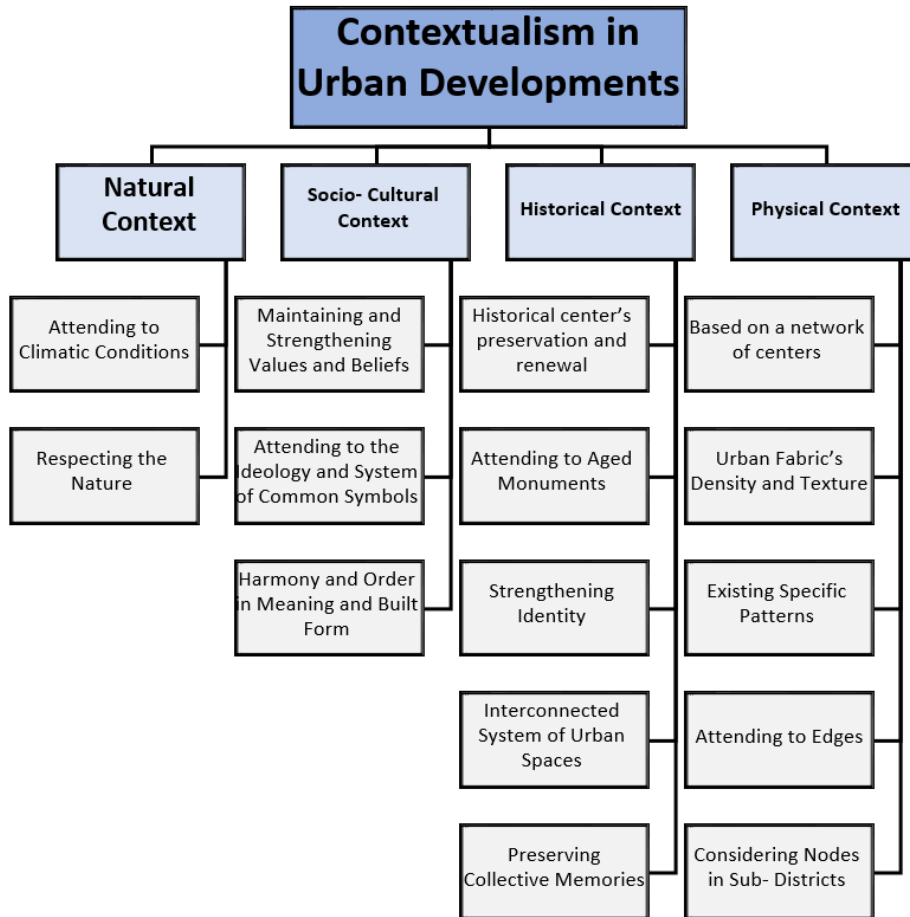 Contextualism in
Urban Developments
Natural
Context
Socio- Cultural
Context
Historical Context
Physical Context
Attending to
Climatic Conditions
Respecting the
Nature
Maintaining and
Strengthening
Values and Beliefs
Attending to the
Ideology and System
of Common Symbols
Harmony and Order
in Meaning and Built
Form
Historical center’s
preservation and
renewal
Attending to Aged
Monuments
Strengthening
Identity
Interconnected
System of Urban
Spaces
Preserving
Collective Memories
Based on a network
of centers
Urban Fabric’s
Density and Texture
Existing Specific
Patterns
Attending to Edges
Considering Nodes
in Sub- Districts